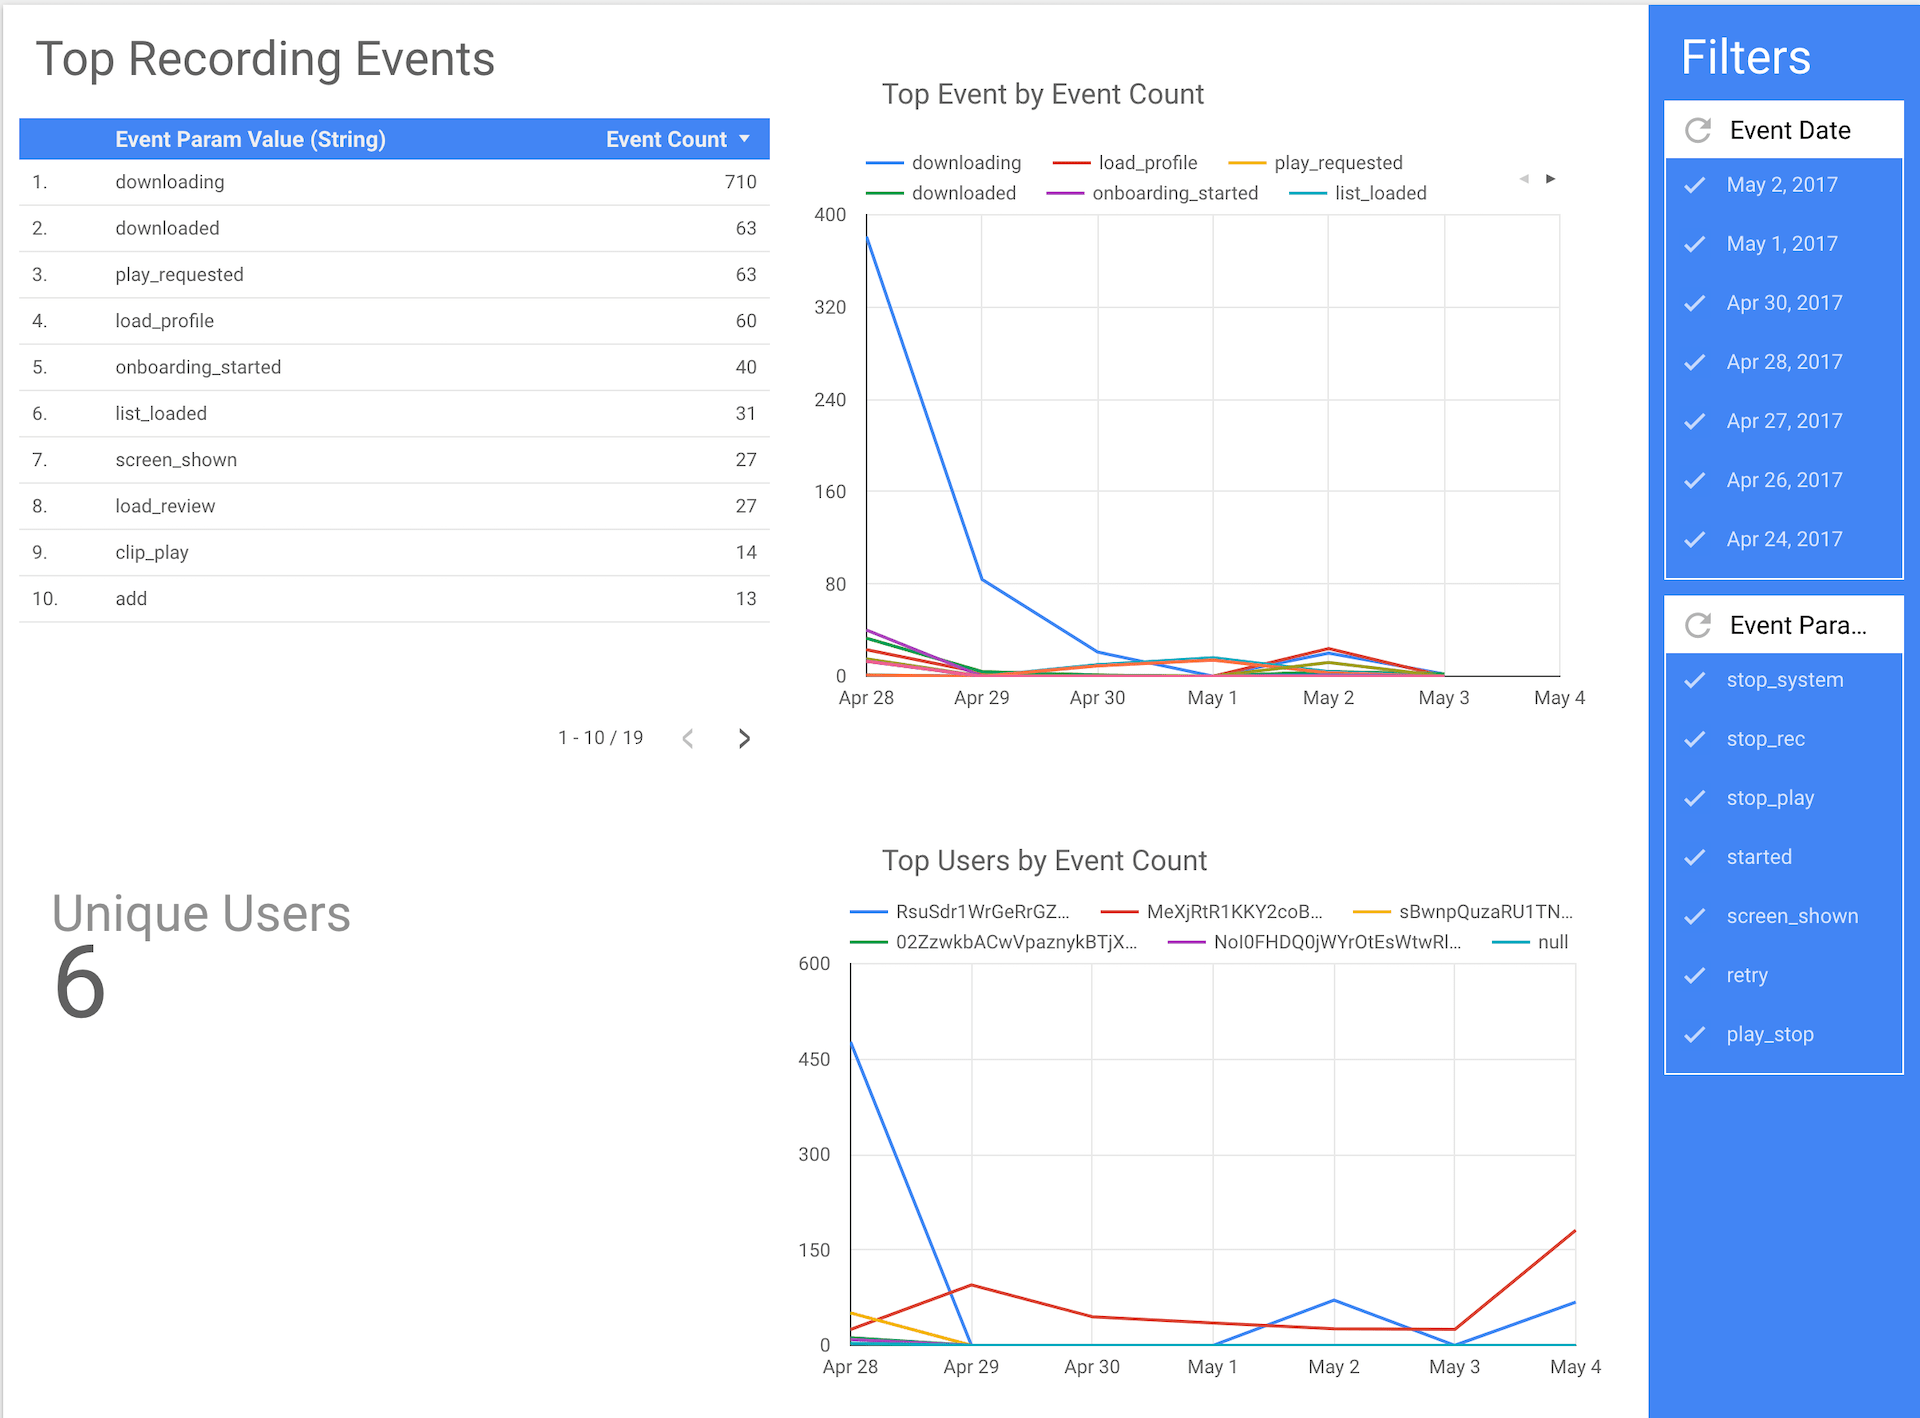 Top Recording Events
Event Param Value (String) Event Count
1. downloading 710
2. downloaded 63
3. play_requested 63
4. load_profile 60
5. onboarding_started 40
6. list_loaded 31
7. screen_shown 27
8. load_review 27
9. clip_play 14
10. add 13
1 - 10 / 19
Unique Users
6
Top Event by Event Count
downloading load_profile play_requested
downloaded onboarding_started list_loaded
400
320
240
160
80
0
Apr 28 Apr 29 Apr 30 May 1 May 2 May 3 May 4
Top Users by Event Count
RsuSdr1WrGeRrGZ... MeXjRtR1KKY2coB... sBwnpQuzaRU1TN...
02ZzwkbACwVpaznykBTjX... NoI0FHDQ0jWYrOtEsWtwRl... null
600
450
300
150
0
Apr 28 Apr 29 Apr 30 May 1 May 2 May 3 May 4
Filters
Event Date
May 2, 2017
May 1, 2017
Apr 30, 2017
Apr 28, 2017
Apr 27, 2017
Apr 26, 2017
Apr 24, 2017
Event Para...
stop_system
stop_rec
stop_play
started
screen_shown
retry
play_stop